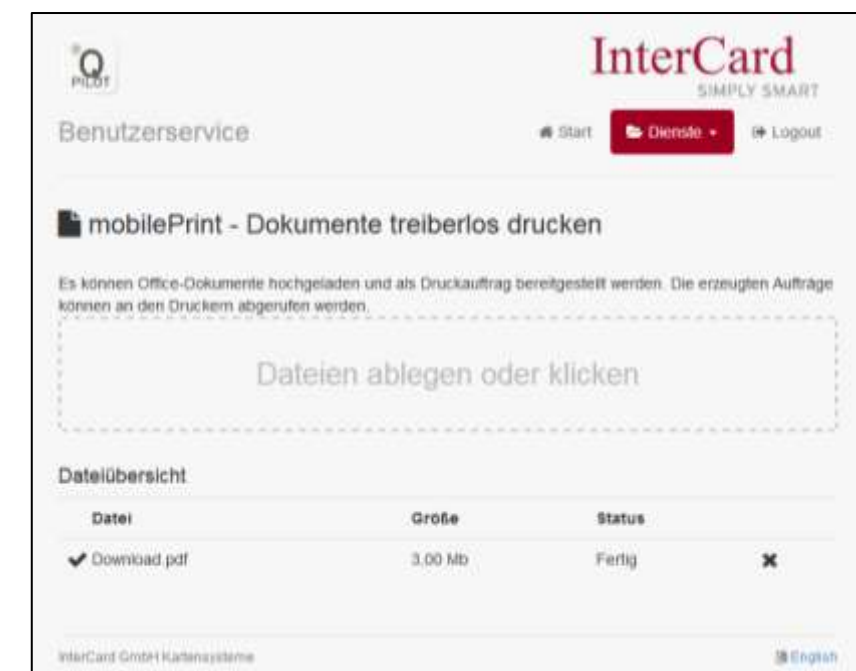 Q
PILOT
InterCard
SIMPLY SMART
Benutzerservice
Start Dienste Logout
mobilePrint - Dokumente treiberlos drucken
Es können Office-Dokumente hochgeladen und als Druckauftrag bereitgestellt werden. Die erzeugten Aufträge
können an den Druckern abgerufen werden.
Dateien ablegen oder klicken
Dateiübersicht
Datei Größe Status
Download.pdf 3.00 Mb Fertig
InterCard GmbH Kartensysteme English